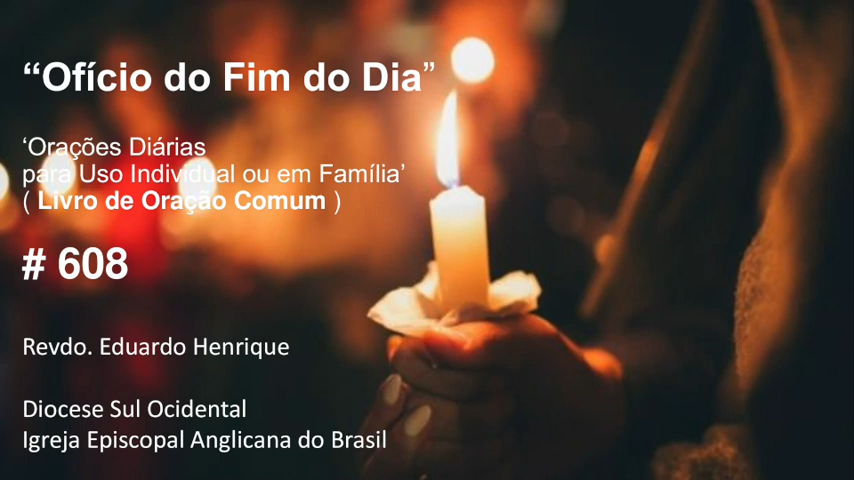 “Ofício do Fim do Dia”
‘Orações Diárias
para Uso Individual ou em Família’
( Livro de Oração Comum )
# 608
Revdo. Eduardo Henrique
Diocese Sul Ocidental
Igreja Episcopal Anglicana do Brasil